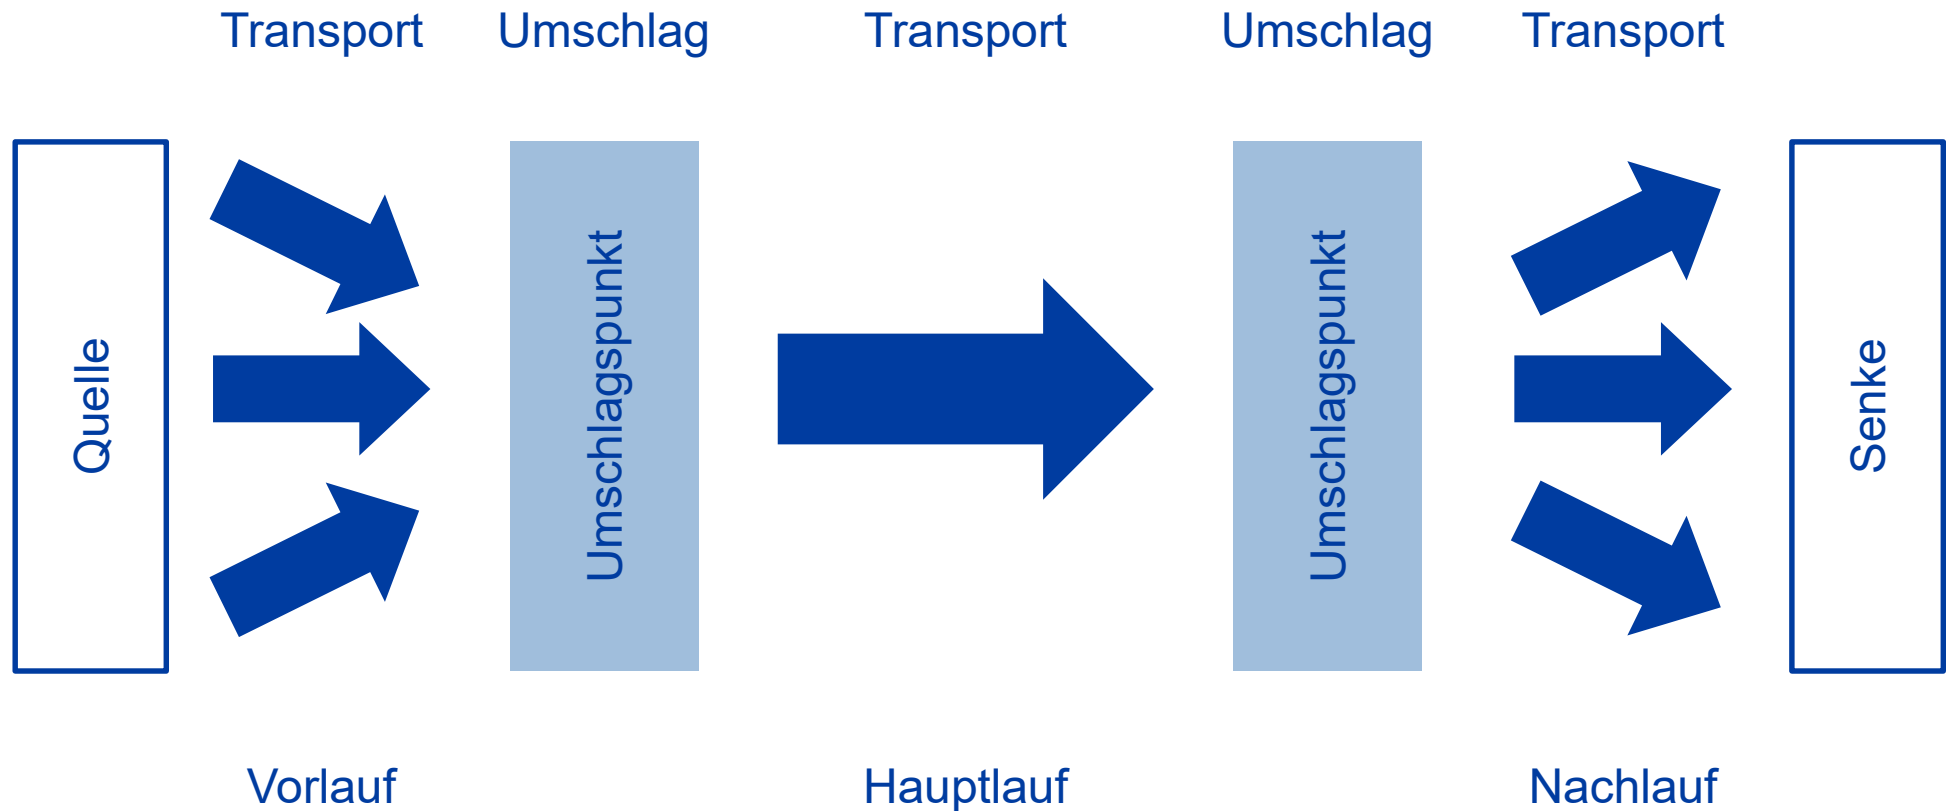 Transport Umschlag Transport Umschlag Transport
Quelle
Umschlagspunkt
Umschlagspunkt
Senke
Vorlauf Hauptlauf Nachlauf